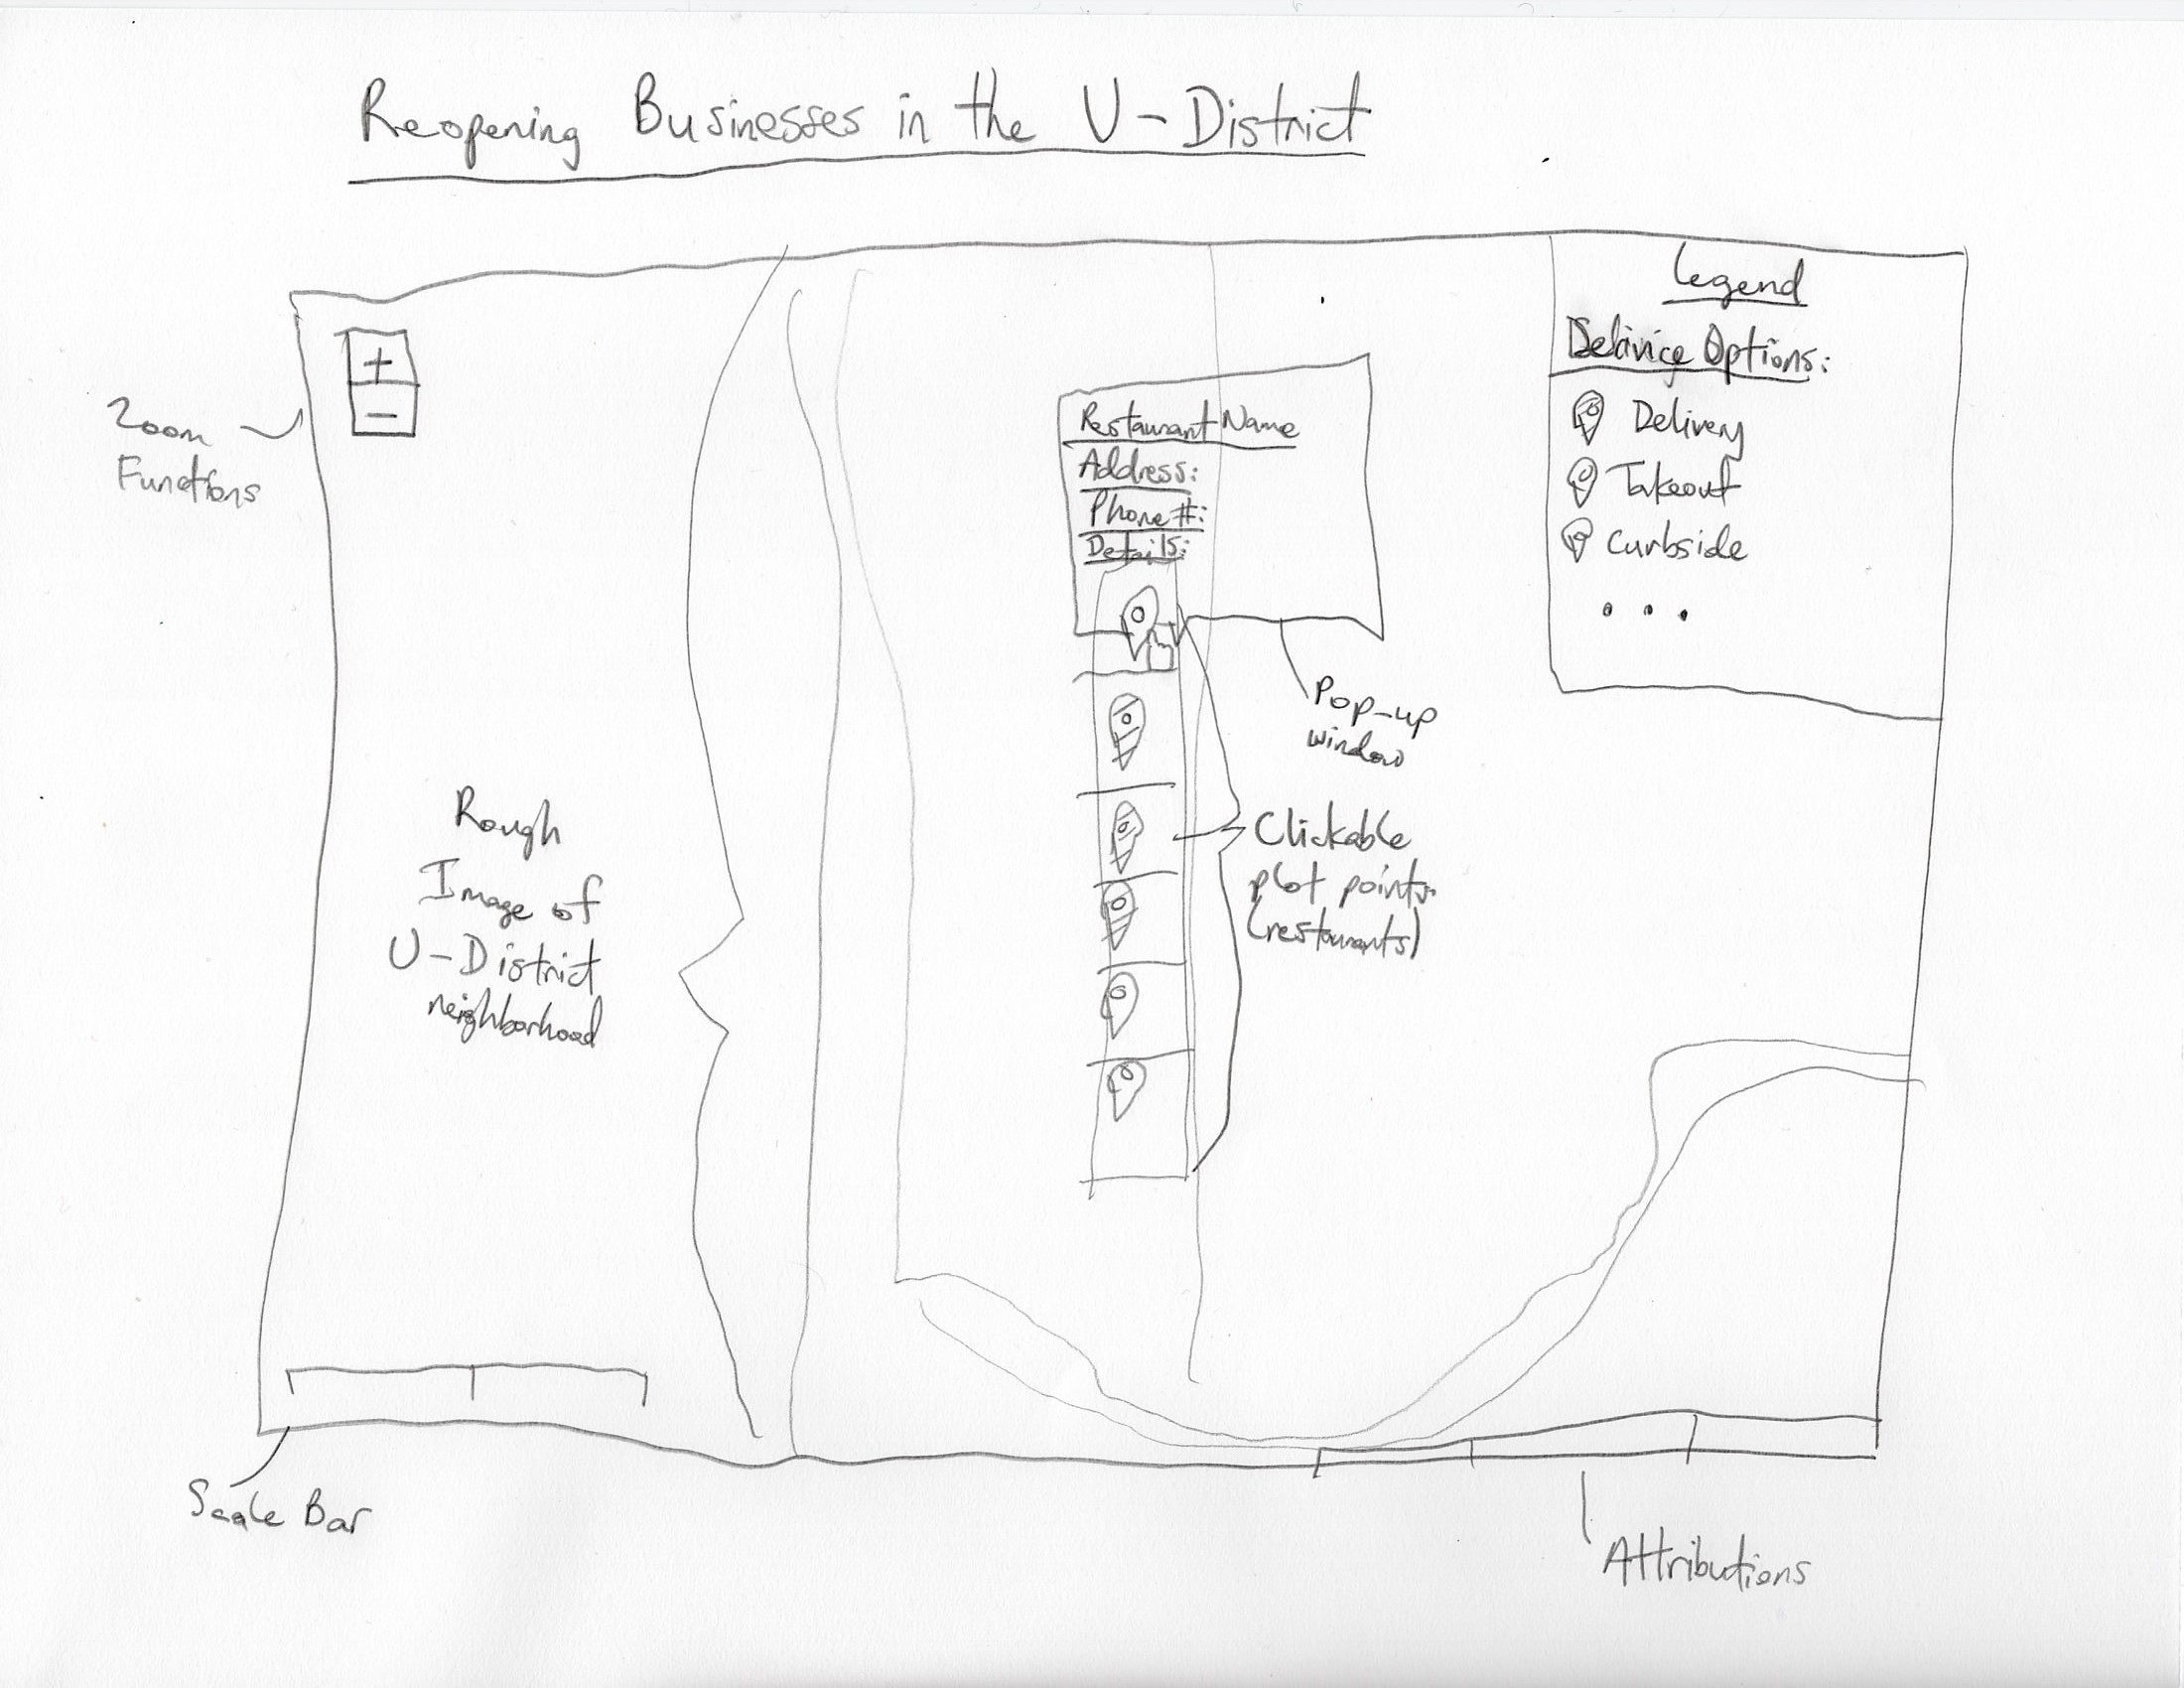 Reopening Businesses in the U-District
Legend
Options:
Delivery
Takeout
Curbside
...
+
-
Zoom
Functions
Restaurant Name
Address:
Phone #:
Details:
Pop-up
window
Clickable
plot points
(restaurants)
Rough
Image of
U-District
neighborhood
Scale Bar
Attributions